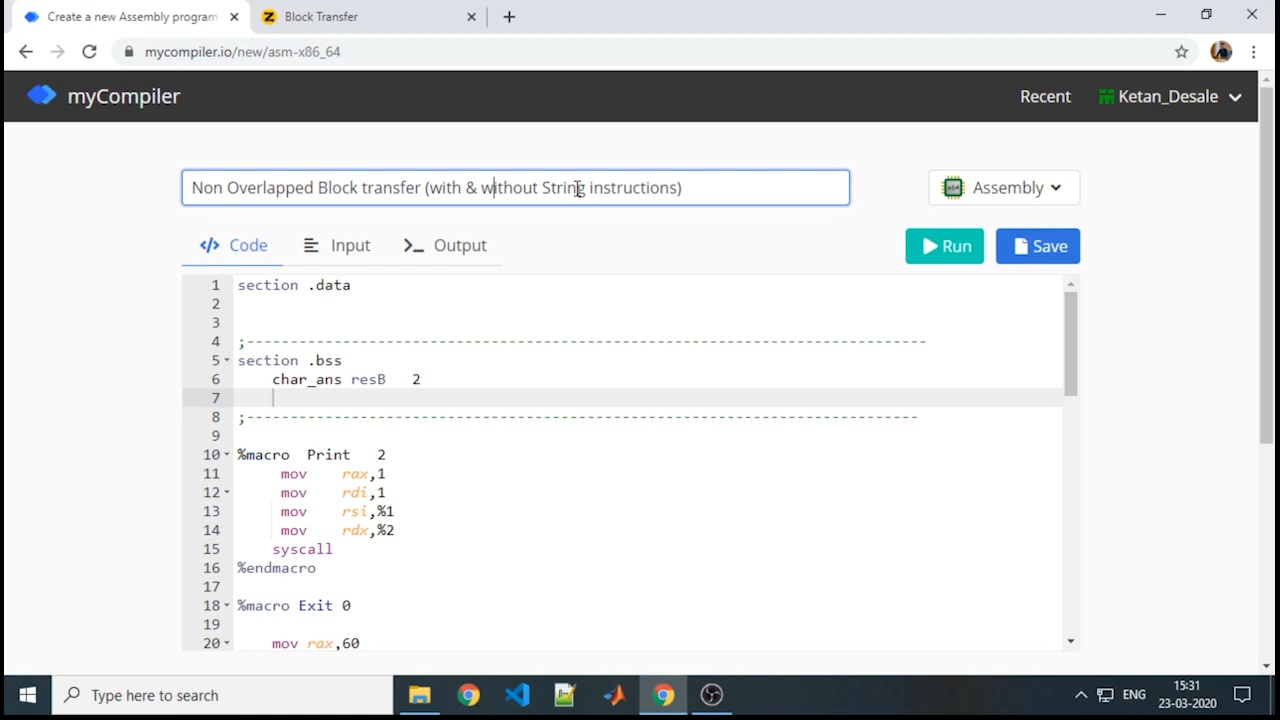 Create a new Assembly program
Block Transfer
mycompiler.io/new/asm-x86_64
myCompiler
Recent
Ketan_Desale
Non Overlapped Block transfer (with & without String instructions)
x64
Assembly
</> Code
Input
>_ Output
Run
Save
1 section .data
2
3
4 ;------------------------------------------------------------------------------
5 section .bss
6 char_ans resB 2
7
8 ;-----------------------------------------------------------------------------
9
10 %macro Print 2
11 mov rax,1
12 mov rdi,1
13 mov rsi,%1
14 mov rdx,%2
15 syscall
16 %endmacro
17
18 %macro Exit 0
19
20 mov rax,60
Type here to search
ENG
15:31
23-03-2020